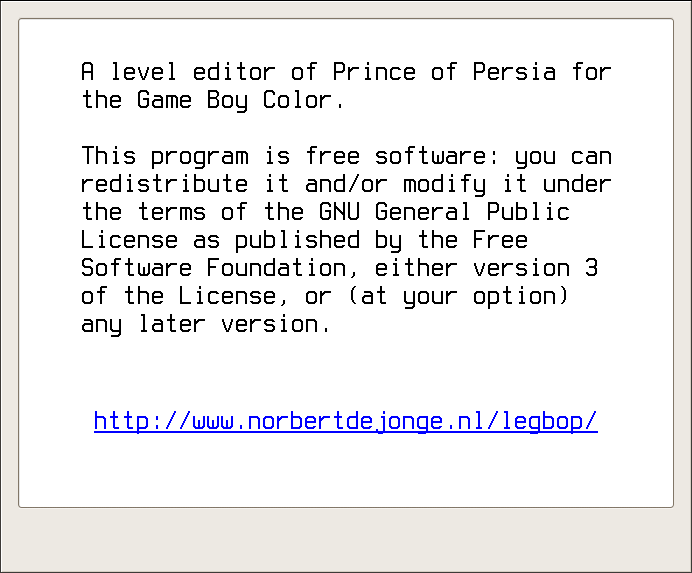 A level editor of Prince of Persia for
the Game Boy Color.
This program is free software: you can
redistribute it and/or modify it under
the terms of the GNU General Public
License as published by the Free
Software Foundation, either version 3
of the License, or (at your option)
any later version.
http://www.norbertdejonge.nl/legbop/